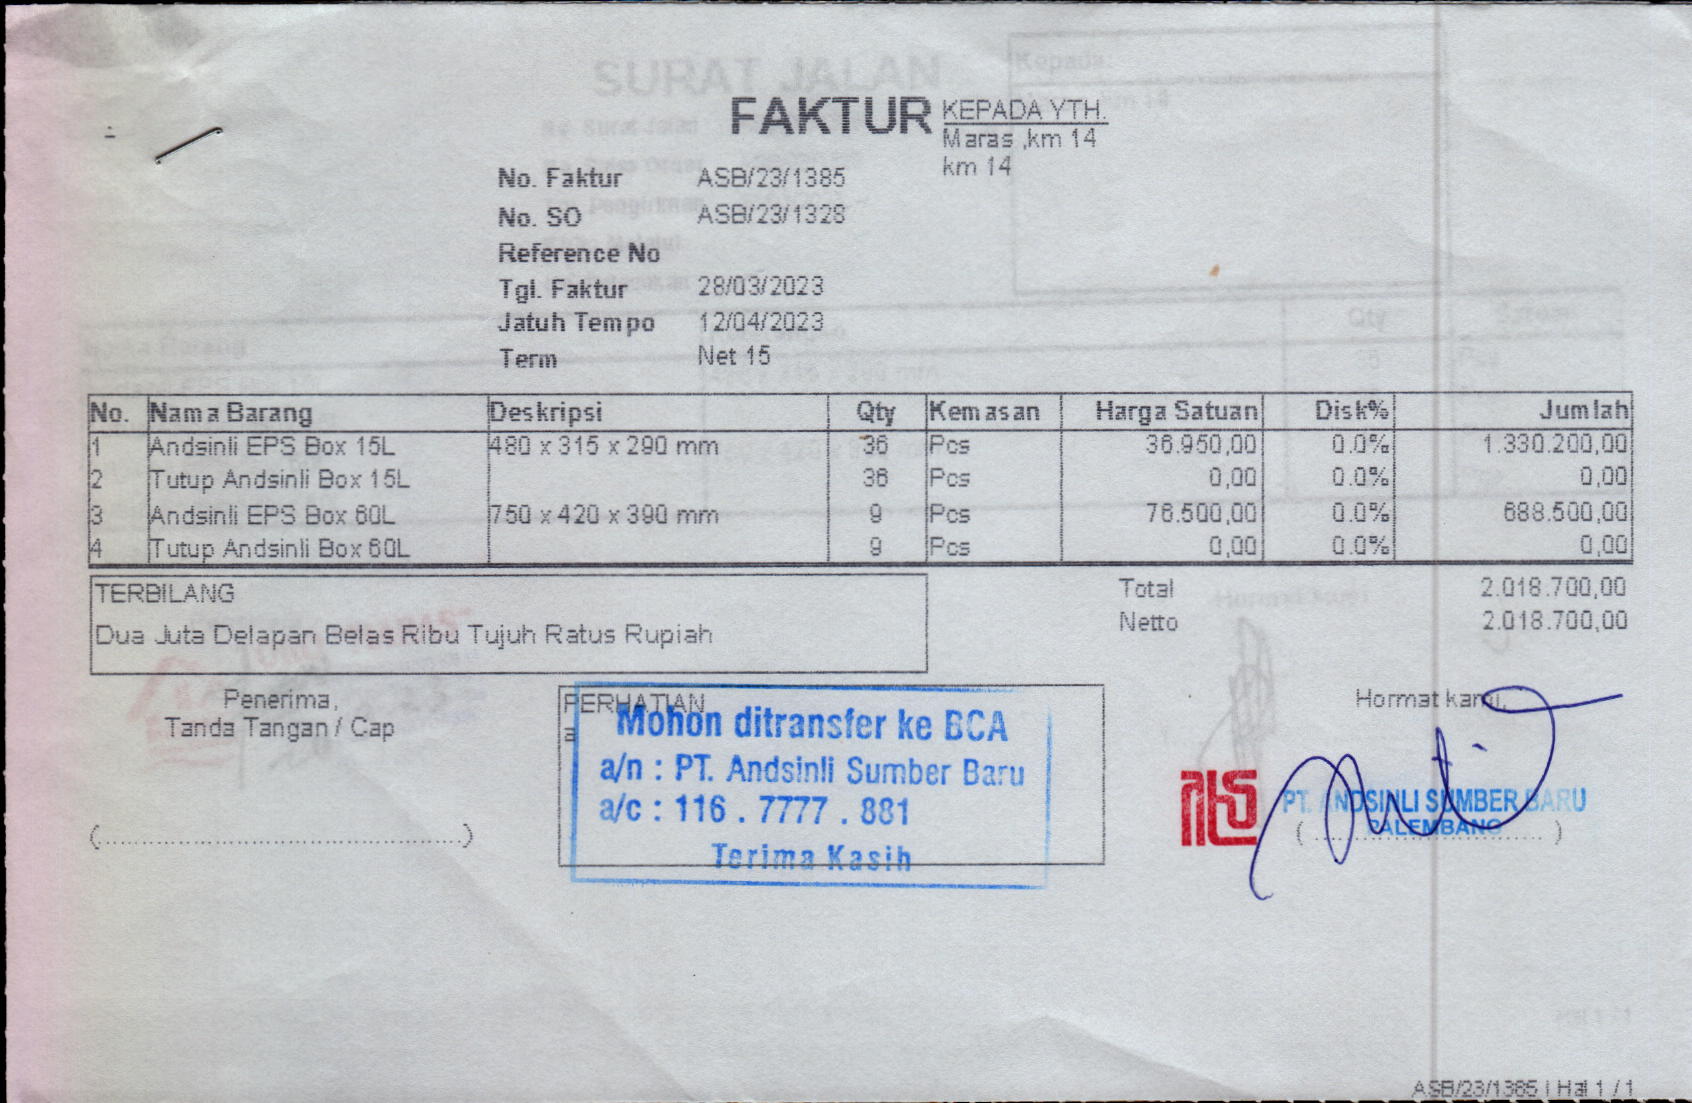 SURAT JALAN
Kepada:
FAKTUR
KEPADA YTH.
Maras ,km 14
km 14
No. Faktur ASB/23/1385
No. SO ASB/23/1328
Reference No
Tgl. Faktur 28/03/2023
Jatuh Tempo 12/04/2023
Term Net 15
No. Nama Barang Deskripsi Qty Kemasan Harga Satuan Disk% Jumlah
1 Andsinli EPS Box 15L 480 x 315 x 290 mm 36 Pcs 36.950,00 0.0% 1.330.200,00
2 Tutup Andsinli Box 15L 36 Pcs 0,00 0.0% 0,00
3 Andsinli EPS Box 60L 750 x 420 x 390 mm 9 Pcs 76.500,00 0.0% 688.500,00
4 Tutup Andsinli Box 60L 9 Pcs 0,00 0.0% 0,00
TERBILANG
Dua Juta Delapan Belas Ribu Tujuh Ratus Rupiah
Total 2.018.700,00
Netto 2.018.700,00
Penerima,
Tanda Tangan / Cap
(.....................................................)
PERHATIAN
a
Mohon ditransfer ke BCA
a/n : PT. Andsinli Sumber Baru
a/c : 116 . 7777 . 881
Terima Kasih
Hormat kami,
PT. ANDSINLI SUMBER BARU
PALEMBANG
ASB/23/1385 | Hal 1 / 1